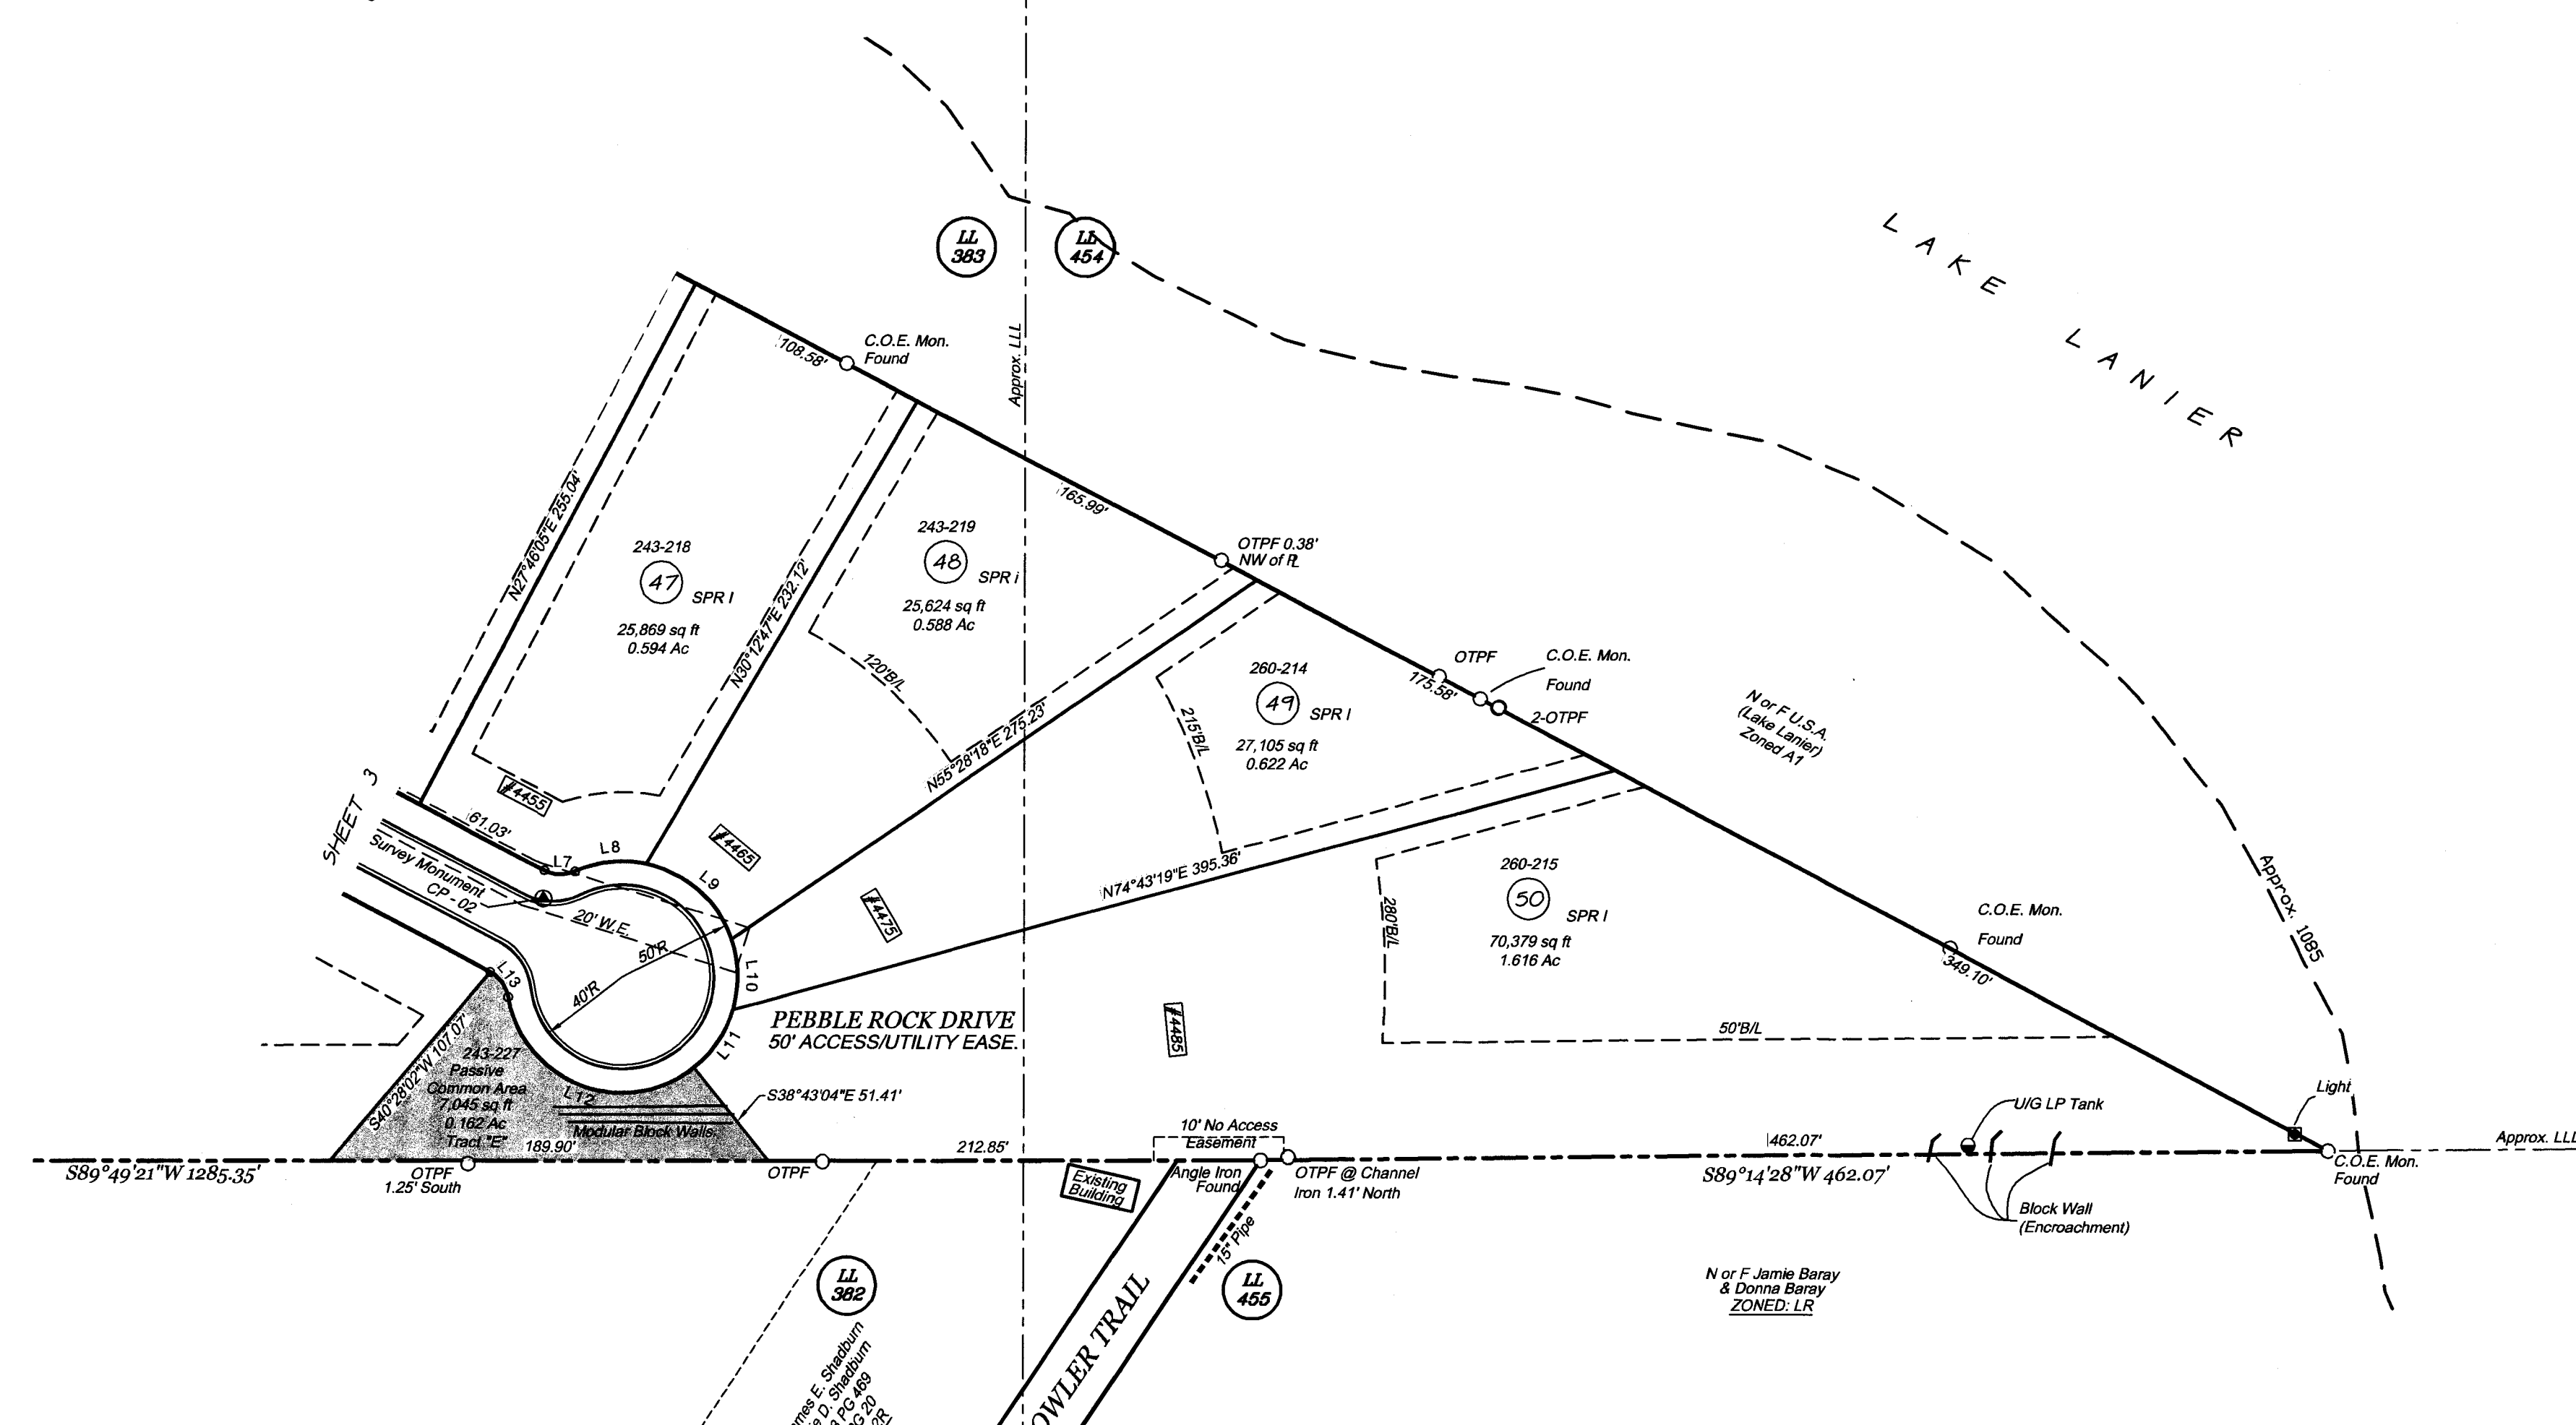 LL
383
LL
454
LAKE LANIER
C.O.E. Mon.
Found
108.58'
Approx. LLL
165.99'
OTPF 0.38'
NW of PL
N27°46'05"E 255.04'
243-218
47
SPR I
25,869 sq ft
0.594 Ac
N30°12'47"E 232.12'
243-219
48
SPR i
25,624 sq ft
0.588 Ac
120'B/L
N55°28'18"E 275.23'
260-214
49
SPR I
27,105 sq ft
0.622 Ac
215'B/L
OTPF
175.58'
C.O.E. Mon.
Found
2-OTPF
N or F U.S.A.
(Lake Lanier)
Zoned A1
N74°43'19"E 395.36'
260-215
50
SPR I
70,379 sq ft
1.616 Ac
280'B/L
50'B/L
C.O.E. Mon.
Found
349.10'
Approx. 1085
SHEET 3
#4455
61.03'
L7
L8
L9
#4465
#4475
#4485
Survey Monument
CP - 02
20' W.E.
50'R
40'R
L10
L11
L12
L13
PEBBLE ROCK DRIVE
50' ACCESS/UTILITY EASE.
S40°28'02"W 107.07'
243-227
Passive
Common Area
7,045 sq ft
0.162 Ac
Tract "E"
Modular Block Walls
S38°43'04"E 51.41'
189.90'
212.85'
10' No Access
Easement
462.07'
U/G LP Tank
Light
Approx. LLL
S89°49'21"W 1285.35'
OTPF
1.25' South
OTPF
Existing
Building
Angle Iron
Found
OTPF @ Channel
Iron 1.41' North
S89°14'28"W 462.07'
C.O.E. Mon.
Found
Block Wall
(Encroachment)
15" Pipe
LL
382
LL
455
N or F Jamie Baray
& Donna Baray
ZONED: LR
OWLER TRAIL
mes E. Shadburn
e D. Shadburn
PG 469
G 20
2R